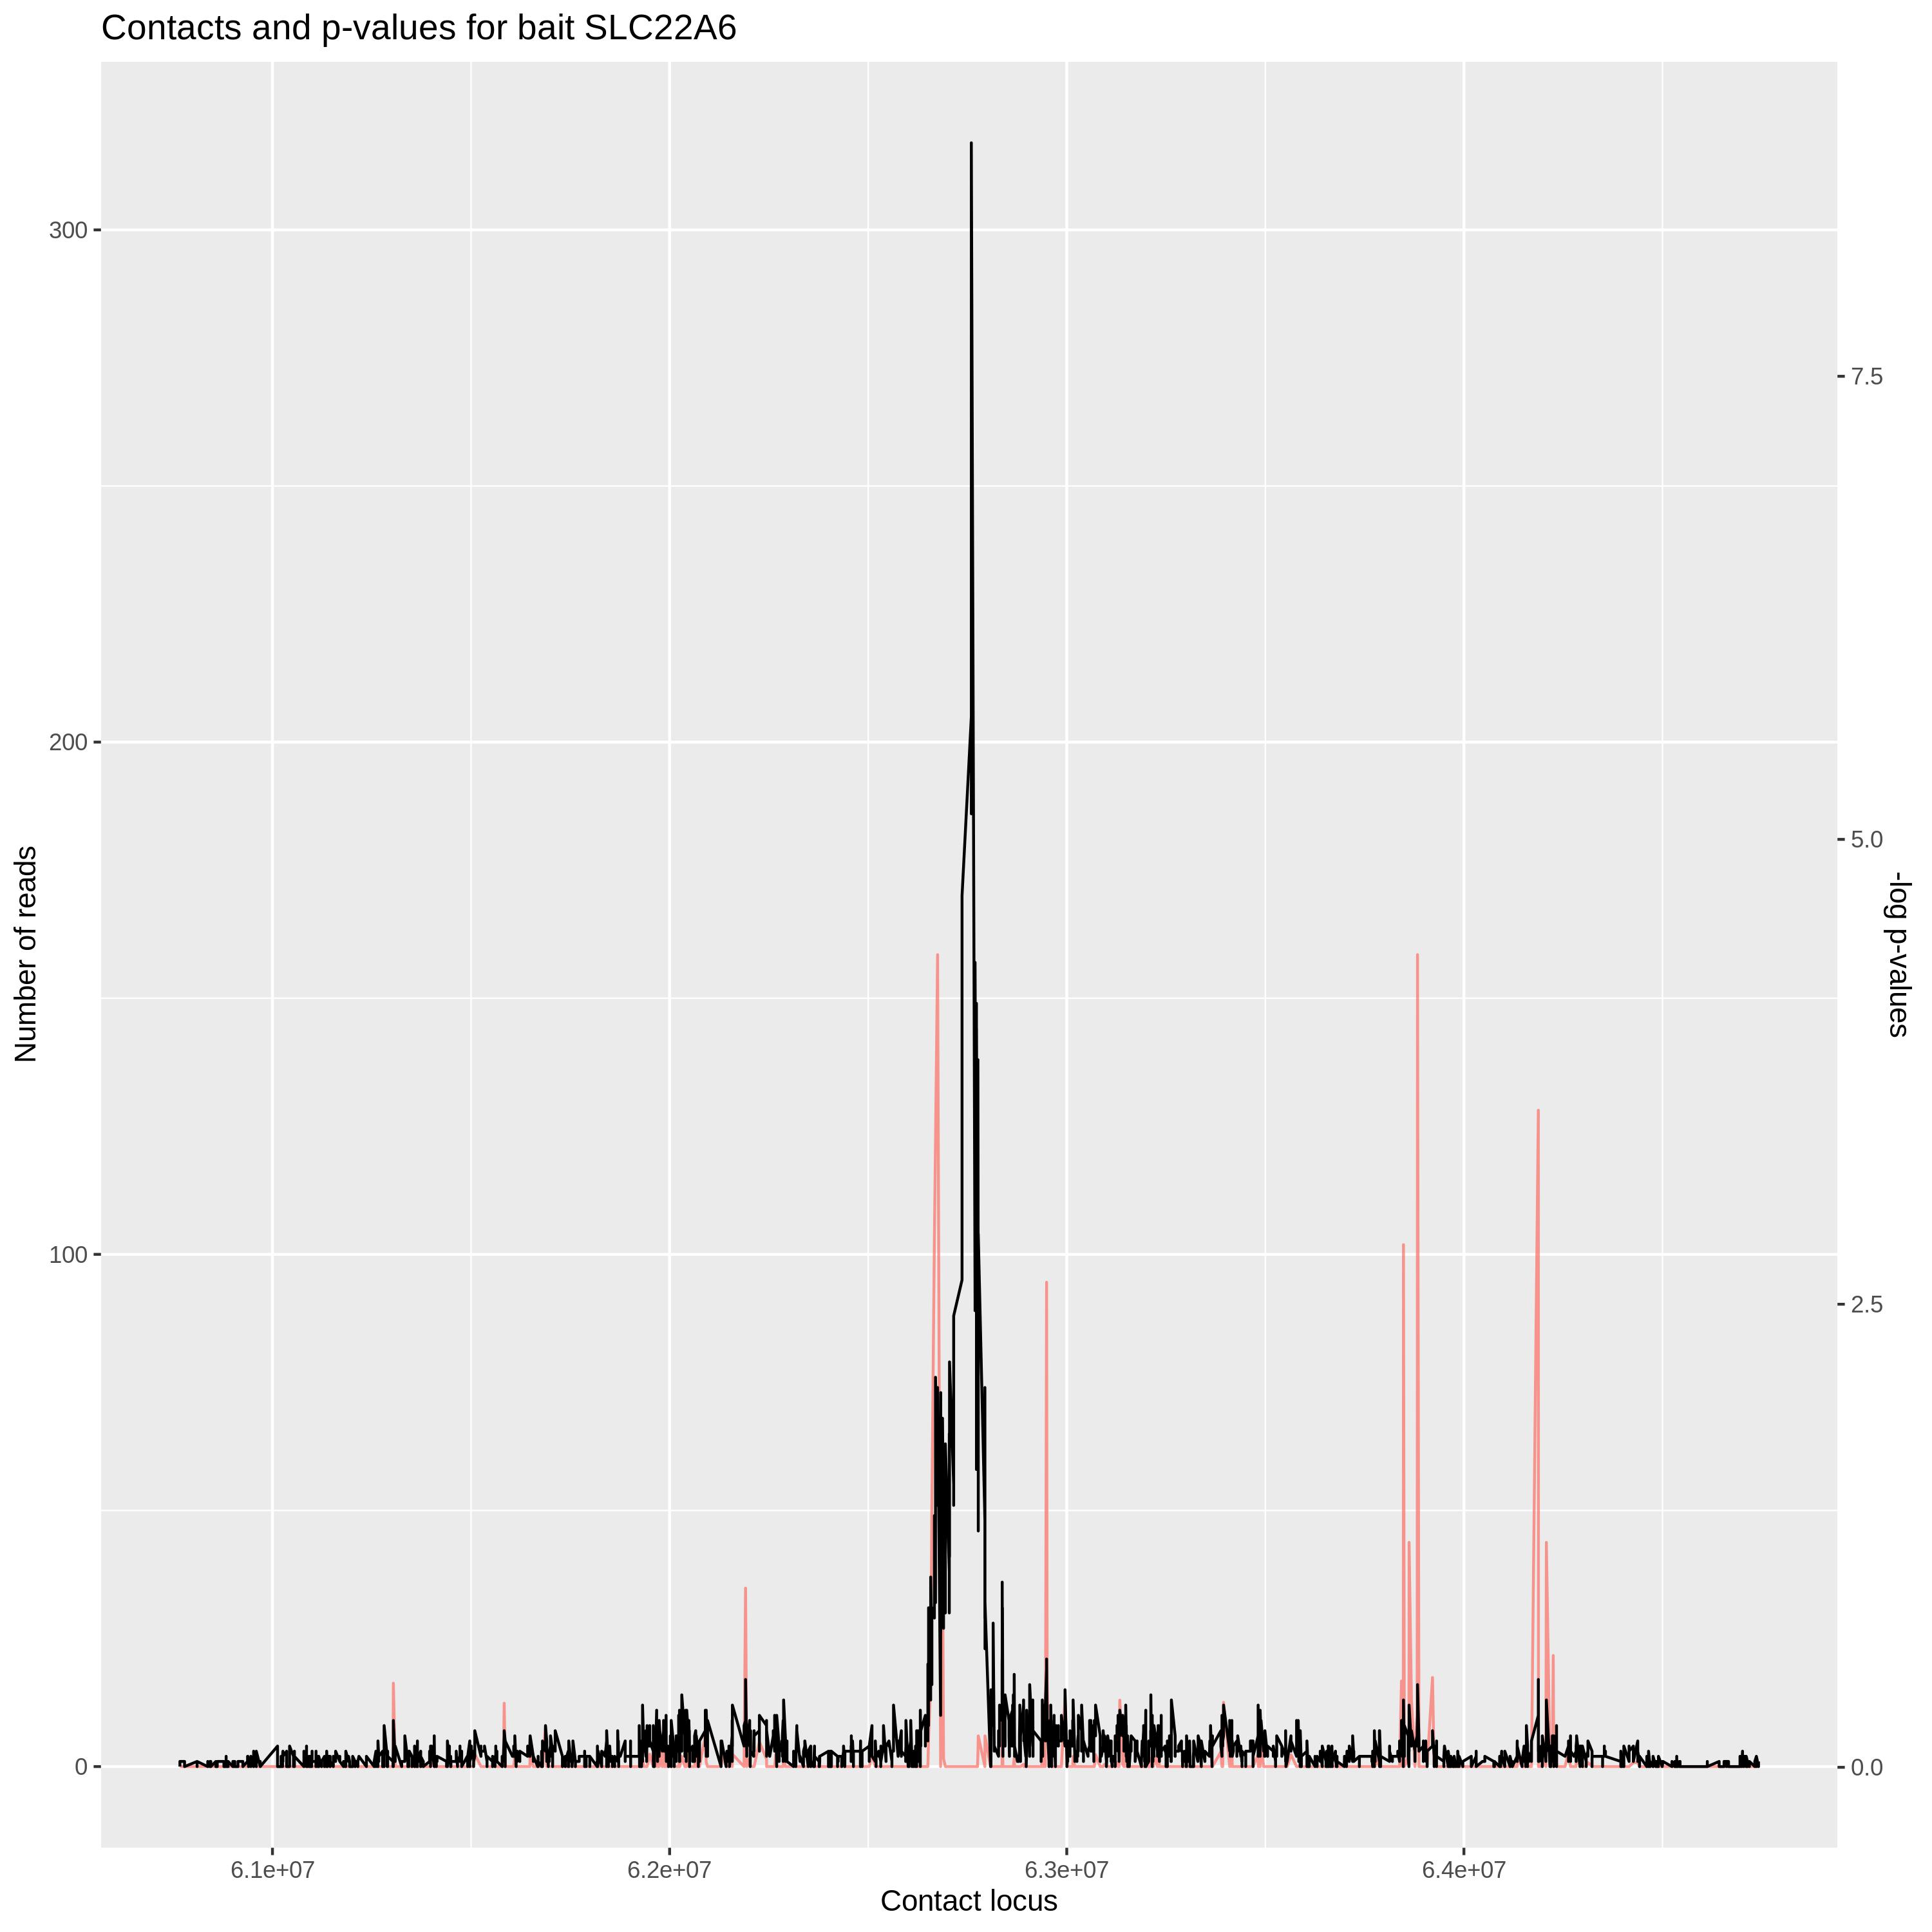 Contacts and p-values for bait SLC22A6
300
200
100
0
Number of reads
7.5
5.0
2.5
0.0
-log p-values
6.1e+07 6.2e+07 6.3e+07 6.4e+07
Contact locus